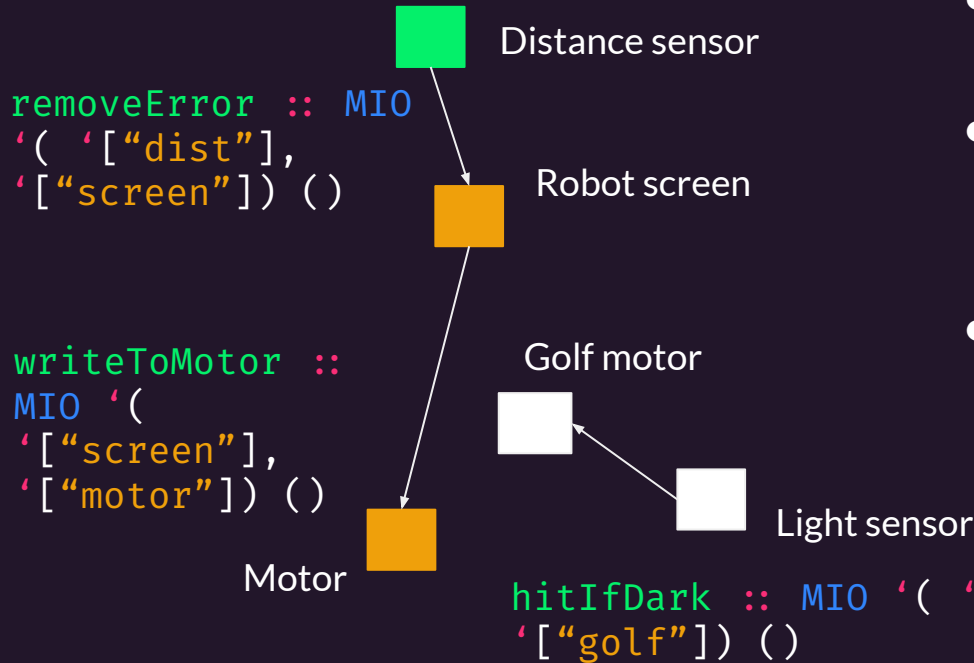 Distance sensor
removeError :: MIO
‘( ‘[“dist”],
‘[“screen”]) ()
Robot screen
writeToMotor ::
MIO ‘(
‘[“screen”],
‘[“motor”]) ()
Golf motor
Light sensor
Motor
hitIfDark :: MIO ‘( ‘
‘[“golf”]) ()